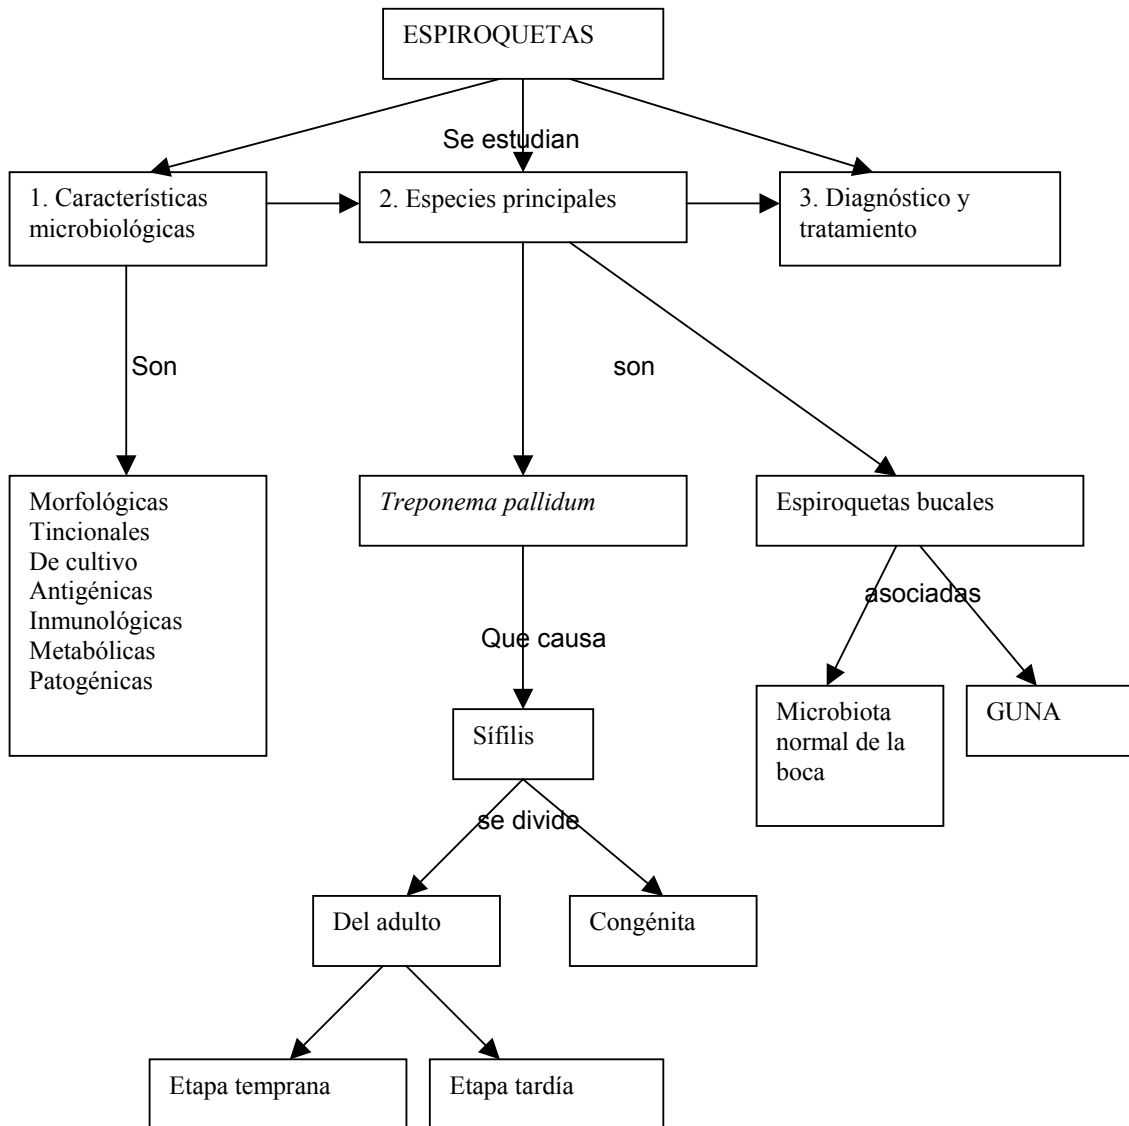 ESPIROQUETAS
Se estudian
1. Características
microbiológicas
2. Especies principales
3. Diagnóstico y
tratamiento
Son
son
Morfológicas
Tincionales
De cultivo
Antigénicas
Inmunológicas
Metabólicas
Patogénicas
Treponema pallidum
Espiroquetas bucales
asociadas
Que causa
Microbiota
normal de la
boca
GUNA
Sífilis
se divide
Del adulto
Congénita
Etapa temprana
Etapa tardía